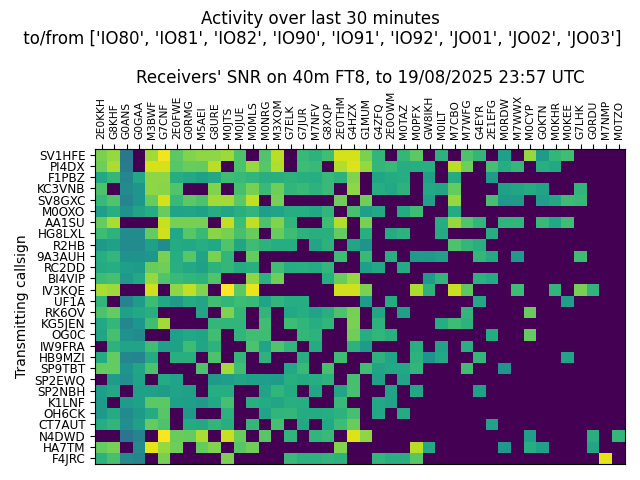 Activity over last 30 minutes
to/from ['IO80', 'IO81', 'IO82', 'IO90', 'IO91', 'IO92', 'JO01', 'JO02', 'JO03']
Receivers' SNR on 40m FT8, to 19/08/2025 23:57 UTC
2E0KKH
G8KHF
G0ANS
G0GAA
M3BWF
G7CNF
2E0FWE
G0RMG
M5AEI
G8URE
M0JTS
M0JUE
M0MLS
M0NRG
M3XQM
G7ELK
G7JUR
M7NFV
G8XQP
2E0THM
G4HZX
G1MUM
G4ZFQ
2E0OWM
M0TAZ
M0PFX
GW8IKH
M0ILT
M7CBO
M7WFG
G4EYR
2E1EFG
M0RDW
M7WWX
M0CYP
G0KTN
M0KHR
M0KEE
G7LHK
G0RDU
M7NMP
M0TZO
Transmitting callsign
SV1HFE
PI4DX
F1PBZ
KC3VNB
SV8GXC
M0OXO
AA1SU
HG8LXL
R2HB
9A3AUH
RC2DD
BI4VIP
IV3KQE
UF1A
RK6OV
KG5JEN
OG0C
IW9FRA
HB9MZI
SP9TBT
SP2EWQ
SP2NBH
K1LNF
OH6CK
CT7AUT
N4DWD
HA7TM
F4JRC